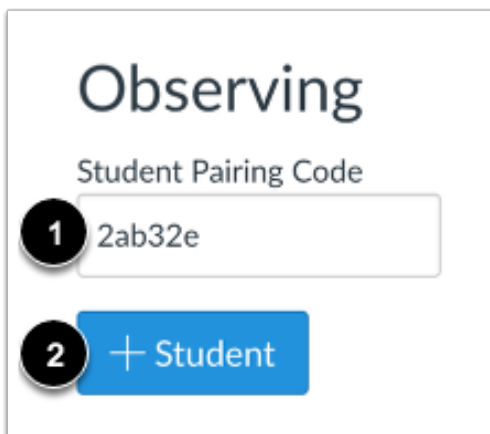 Observing
Student Pairing Code
1 2ab32e
2 + Student